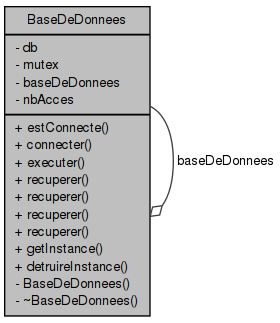 BaseDeDonnees
- db
- mutex
- baseDeDonnees
- nbAcces
+ estConnecte()
+ connecter()
+ executer()
+ recuperer()
+ recuperer()
+ recuperer()
+ recuperer()
+ getInstance()
+ detruireInstance()
- BaseDeDonnees()
- ~BaseDeDonnees()
baseDeDonnees